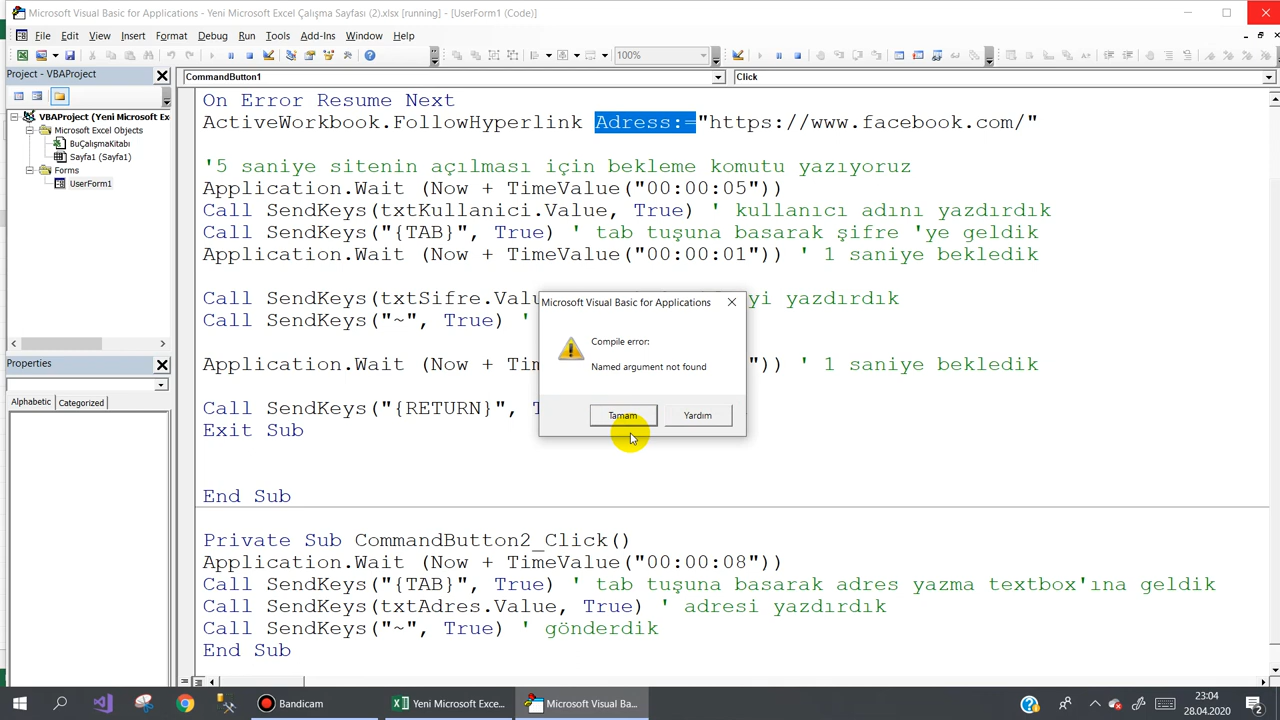 Microsoft Visual Basic for Applications - Yeni Microsoft Excel Çalışma Sayfası (2).xlsx [running] - [UserForm1 (Code)]
File Edit View Insert Format Debug Run Tools Add-Ins Window Help
100%
Project - VBAProject
CommandButton1
Click
VBAProject (Yeni Microsoft Ex
Microsoft Excel Objects
BuÇalışmaKitabı
Sayfa1 (Sayfa1)
Forms
UserForm1
Properties
Alphabetic Categorized
On Error Resume Next
ActiveWorkbook.FollowHyperlink Adress:="https://www.facebook.com/"
'5 saniye sitenin açılması için bekleme komutu yazıyoruz
Application.Wait (Now + TimeValue("00:00:05"))
Call SendKeys(txtKullanici.Value, True) ' kullanıcı adını yazdırdık
Call SendKeys("{TAB}", True) ' tab tuşuna basarak şifre 'ye geldik
Application.Wait (Now + TimeValue("00:00:01")) ' 1 saniye bekledik
Call SendKeys(txtSifre.Valu yi yazdırdık
Call SendKeys("~", True) '
Application.Wait (Now + Tim ")) ' 1 saniye bekledik
Call SendKeys("{RETURN}", T
Exit Sub
End Sub
Private Sub CommandButton2_Click()
Application.Wait (Now + TimeValue("00:00:08"))
Call SendKeys("{TAB}", True) ' tab tuşuna basarak adres yazma textbox'ına geldik
Call SendKeys(txtAdres.Value, True) ' adresi yazdırdık
Call SendKeys("~", True) ' gönderdik
End Sub
Microsoft Visual Basic for Applications
Compile error:
Named argument not found
Tamam Yardım
Bandicam
Yeni Microsoft Exce...
Microsoft Visual Ba...
23:04
28.04.2020
2